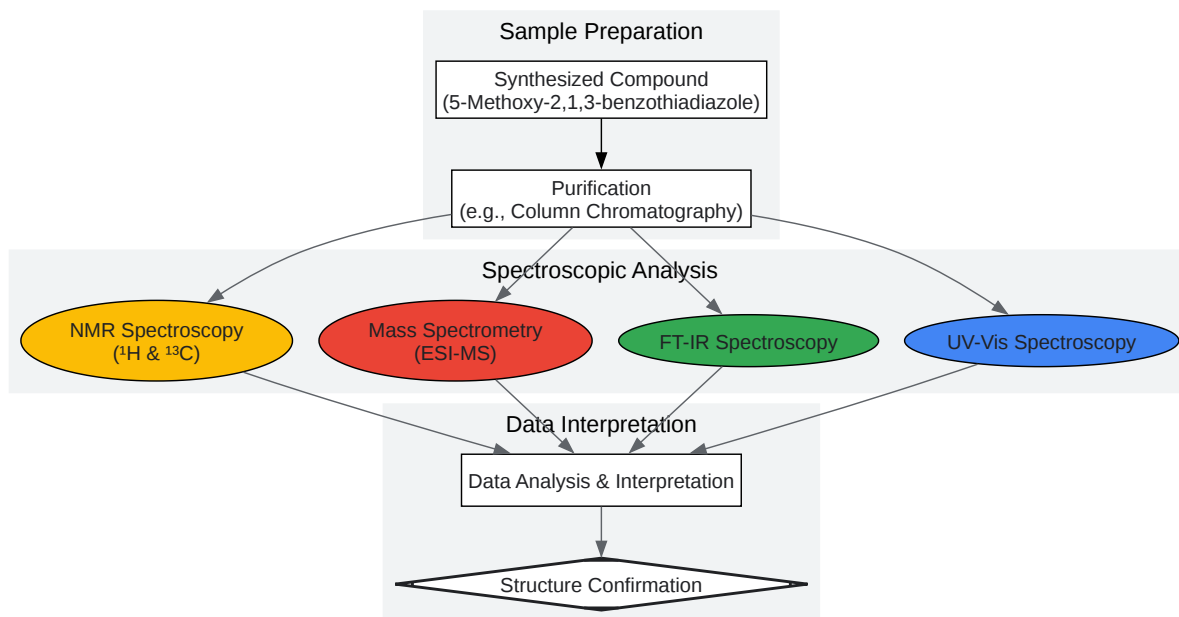 Sample Preparation
Synthesized Compound
(5-Methoxy-2,1,3-benzothiadiazole)
Purification
(e.g., Column Chromatography)
Spectroscopic Analysis
NMR Spectroscopy
(¹H & ¹³C)
Mass Spectrometry
(ESI-MS)
FT-IR Spectroscopy
UV-Vis Spectroscopy
Data Interpretation
Data Analysis & Interpretation
Structure Confirmation